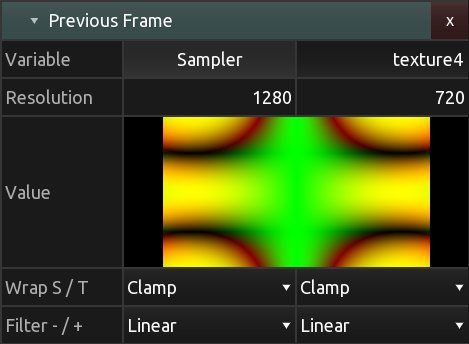 Previous Frame x
Variable Sampler texture4
Resolution 1280 720
Value
Wrap S / T Clamp Clamp
Filter - / + Linear Linear